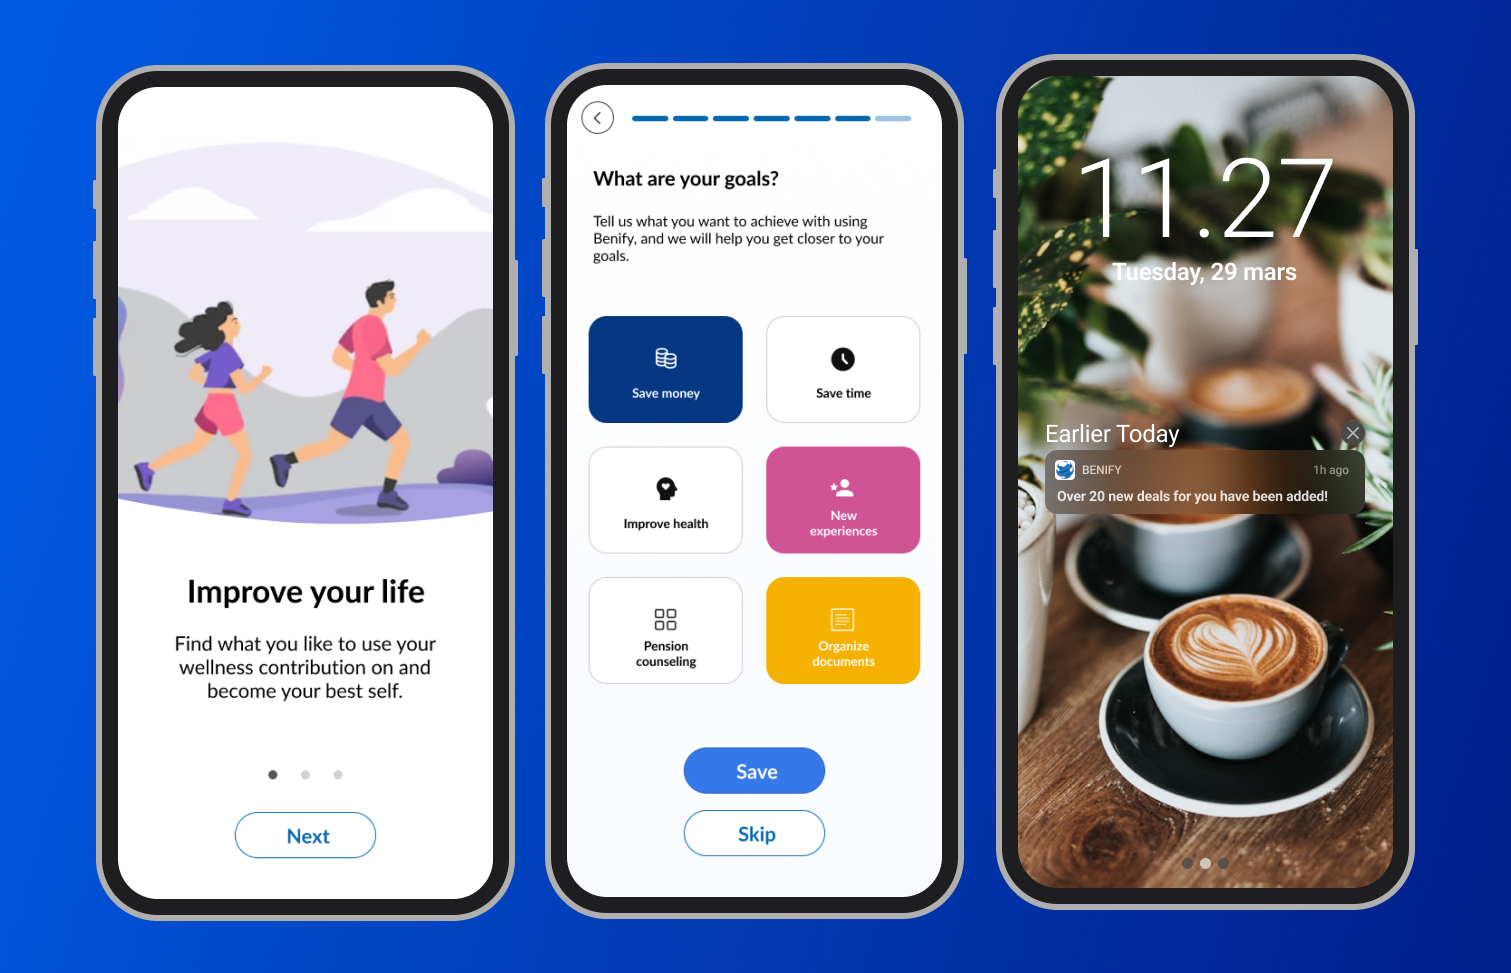 Improve your life
Find what you like to use your
wellness contribution on and
become your best self.
Next
What are your goals?
Tell us what you want to achieve with using
Benify, and we will help you get closer to your
goals.
Save money
Save time
Improve health
New
experiences
Pension
counseling
Organize
documents
Save
Skip
11.27
Tuesday, 29 mars
Earlier Today
BENIFY
1h ago
Over 20 new deals for you have been added!